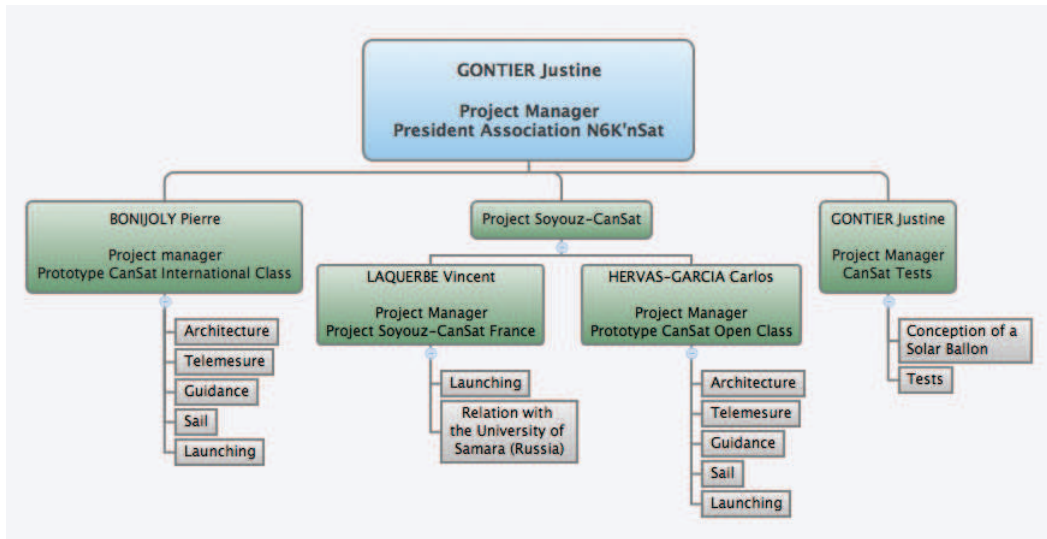 GONTIER Justine
Project Manager
President Association N6K'nSat
BONIJOLY Pierre
Project manager
Prototype CanSat International Class
Architecture
Telemesure
Guidance
Sail
Launching
Project Soyouz-CanSat
LAQUERBE Vincent
Project Manager
Project Soyouz-CanSat France
Launching
Relation with
the University of
Samara (Russia)
HERVAS-GARCIA Carlos
Project Manager
Prototype CanSat Open Class
Architecture
Telemesure
Guidance
Sail
Launching
GONTIER Justine
Project Manager
CanSat Tests
Conception of a
Solar Ballon
Tests